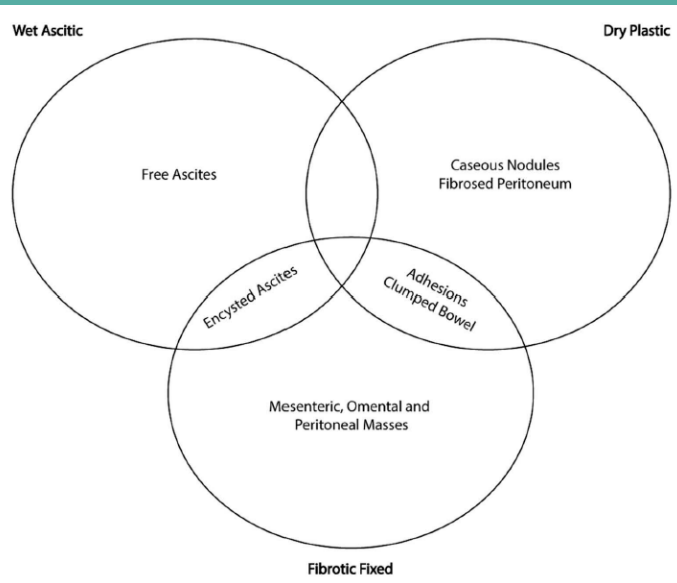 Wet Ascitic
Dry Plastic
Free Ascites
Caseous Nodules
Fibrosed Peritoneum
Encysted Ascites
Adhesions
Clumped Bowel
Mesenteric, Omental and
Peritoneal Masses
Fibrotic Fixed